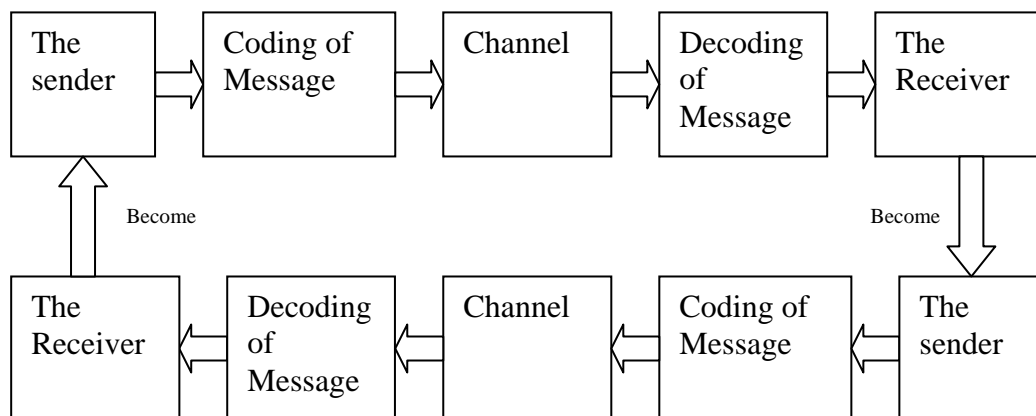 The
sender
Coding of
Message
Channel
Decoding
of
Message
The
Receiver
Become
Become
The
Receiver
Decoding
of
Message
Channel
Coding of
Message
The
sender